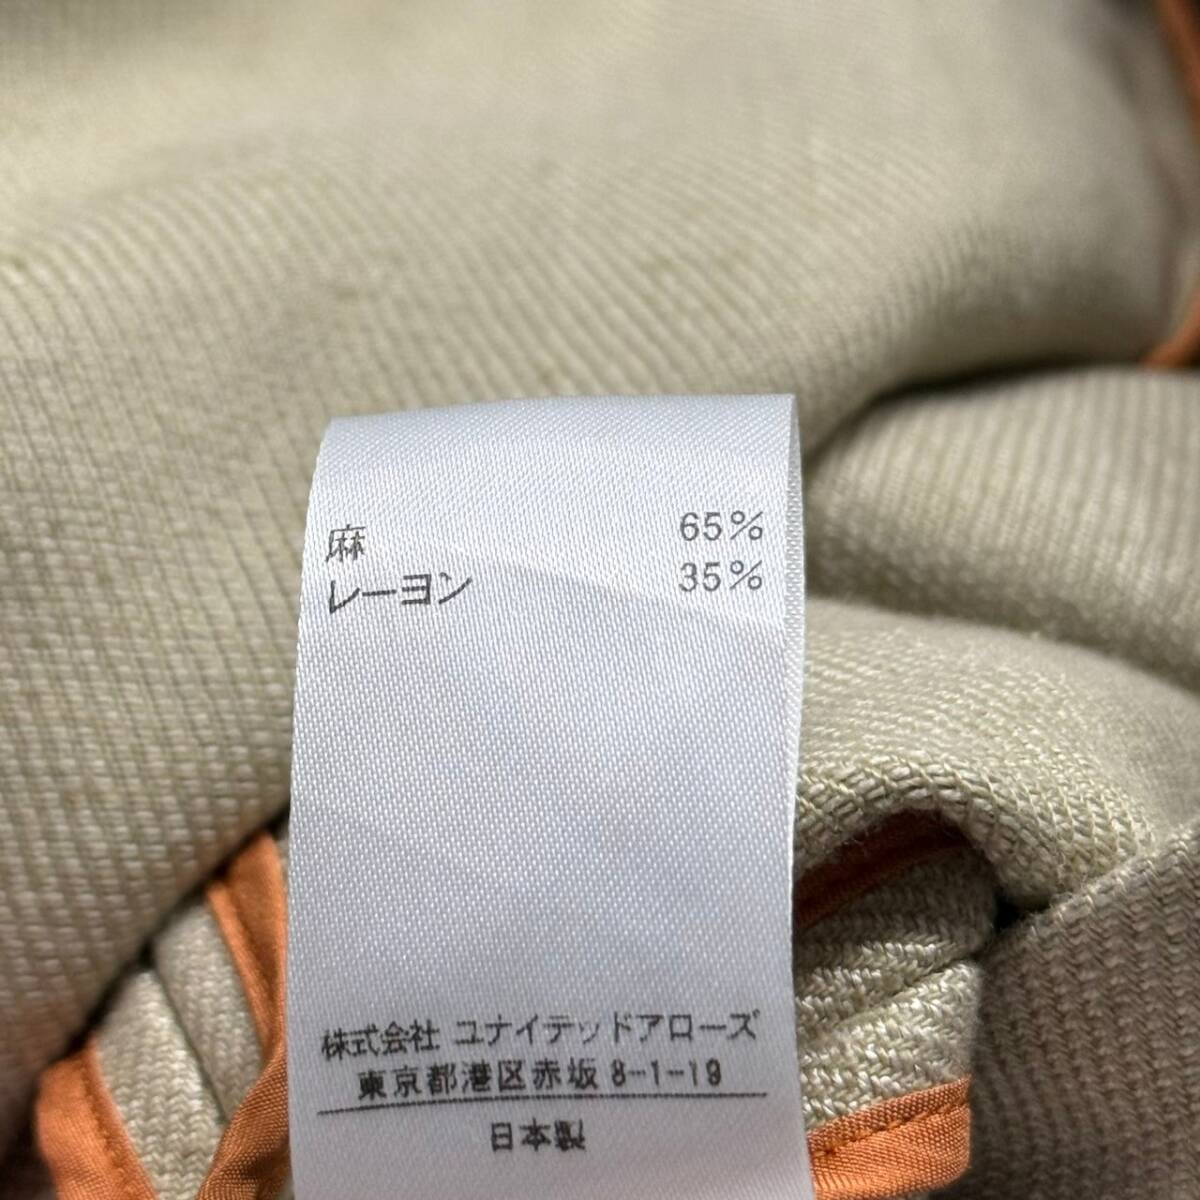 麻 65%
レーヨン 35%
株式会社 ユナイテッドアローズ
東京都港区赤坂 8-1-19
日本製